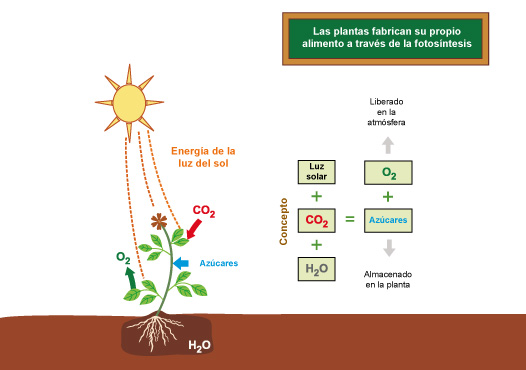 Las plantas fabrican su propio
alimento a través de la fotosíntesis
Energia de la
luz del sol
CO2
O2
Azúcares
H2O
Concepto
Liberado
en la
atmósfera
Luz
solar
O2
+
+
CO2
=
Azúcares
+
H2O
Almacenado
en la planta